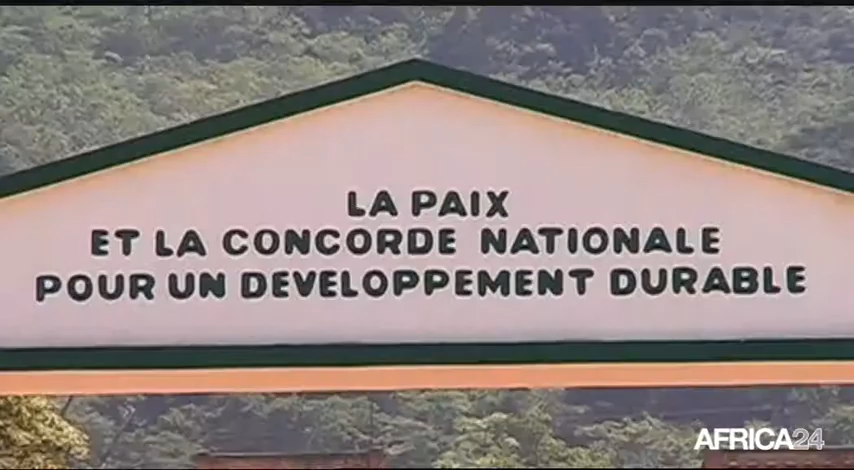 LA PAIX
ET LA CONCORDE NATIONALE
POUR UN DEVELOPPEMENT DURABLE
AFRICA24